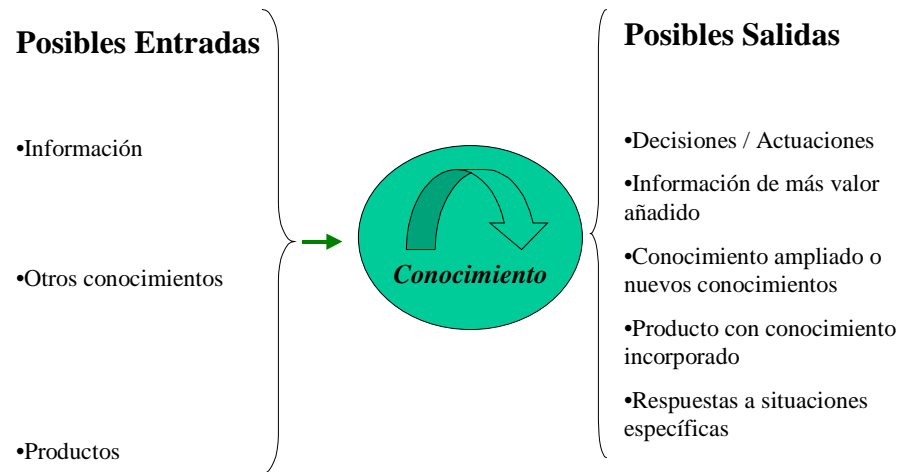 Posibles Entradas
•Información
•Otros conocimientos
•Productos
Conocimiento
Posibles Salidas
•Decisiones / Actuaciones
•Información de más valor
añadido
•Conocimiento ampliado o
nuevos conocimientos
•Producto con conocimiento
incorporado
•Respuestas a situaciones
específicas